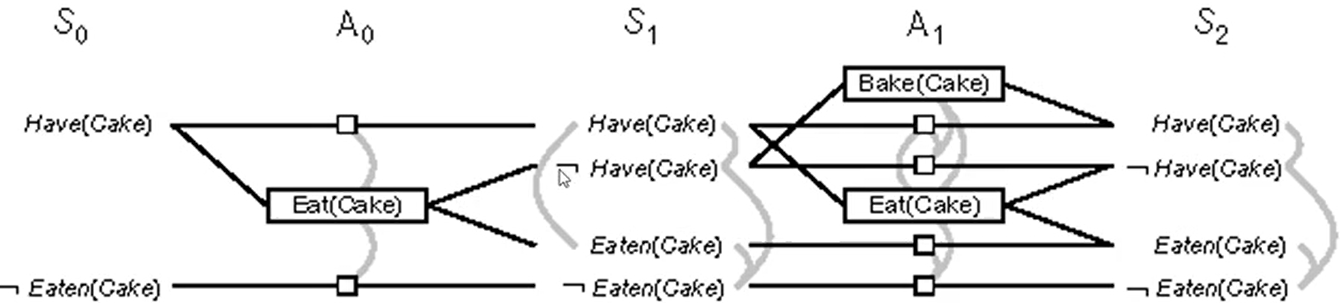 S0 A0 S1 A1 S2
Bake(Cake)
Have(Cake) Have(Cake) Have(Cake)
¬ Have(Cake) ¬ Have(Cake)
Eat(Cake) Eat(Cake)
Eaten(Cake) Eaten(Cake)
¬ Eaten(Cake) ¬ Eaten(Cake) ¬ Eaten(Cake)